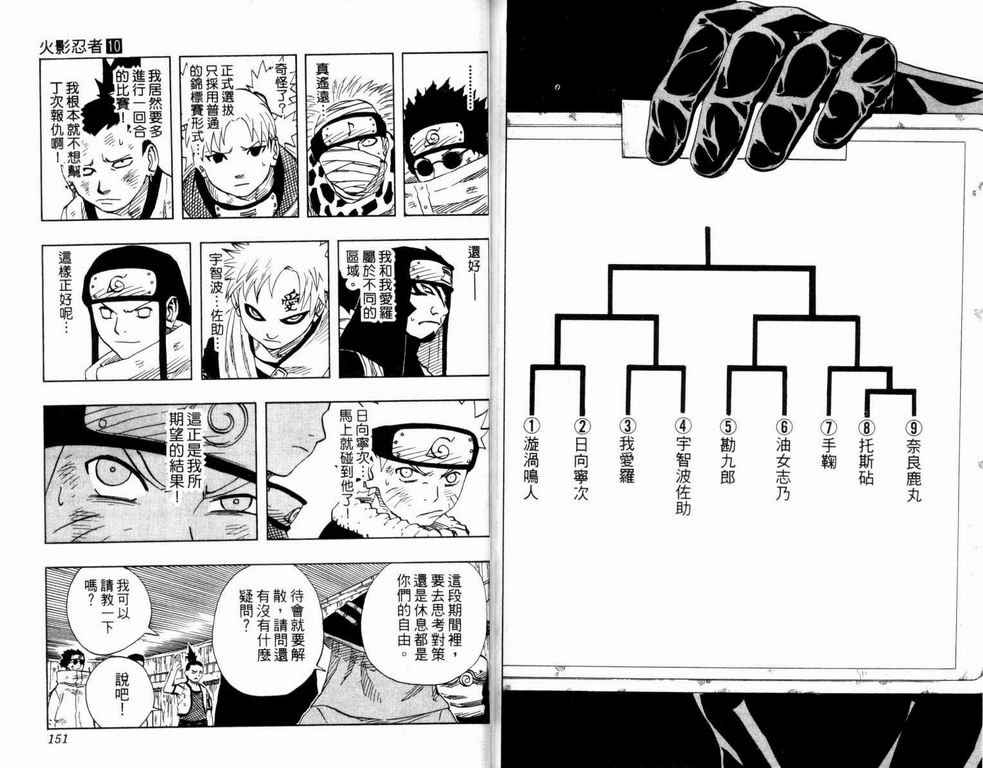 ①漩渦鳴人
②日向寧次
③我愛羅
④宇智波佐助
⑤勘九郎
⑥油女志乃
⑦手鞠
⑧托斯砧
⑨奈良鹿丸
火影忍者10
………
真遙遠…
奇怪了?
正式選拔
只採用普通
的錦標賽形式…
我居然要多
進行一回合
的比賽!
我根本就不想幫
丁次報仇啊!
還好——
我和我愛羅
屬於不同的
區域。
宇智波…佐助…
這樣正好呢…
日向寧次…
馬上就碰到他了!
這正是我所
期望的結果!
這段期間裡,
要去思考對策
還是休息都是
你們的自由。
待會就要解
散,請問還
有沒有什麼
疑問?
我可以
請教一下
嗎?
說吧!
愛
151